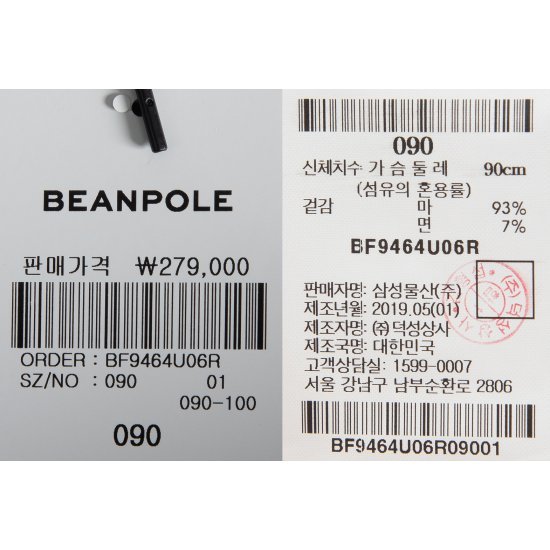 BEANPOLE
판매가격 ₩279,000
ORDER : BF9464U06R
SZ/NO : 090 01
090-100
090
090
신체치수 가 슴 둘 레 90cm
(섬유의 혼용률)
겉감 마 93%
면 7%
BF9464U06R
판매자명: 삼성물산(주)
제조년월: 2019.05(01)
제조자명: ㈜덕성상사
제조국명: 대한민국
고객상담실: 1599-0007
서울 강남구 남부순환로 2806
BF9464U06R09001